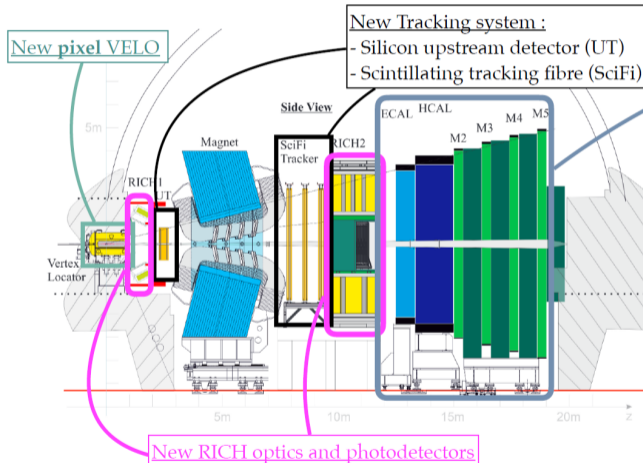 New Tracking system :
- Silicon upstream detector (UT)
- Scintillating tracking fibre (SciFi)
New pixel VELO
Side View
ECAL
HCAL
M2
M3
M4
M5
5m
Magnet
SciFi
Tracker
RICH2
RICH1
UT
Vertex
Locator
5m
10m
15m
20m
z
New RICH optics and photodetectors